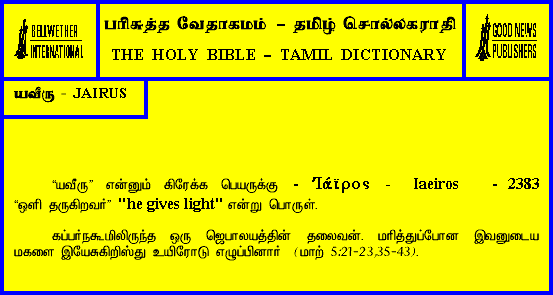 BELLWETHER
INTERNATIONAL
பரிசுத்த வேதாகமம் – தமிழ் சொல்லகராதி
THE HOLY BIBLE – TAMIL DICTIONARY
GOOD NEWS
PUBLISHERS
யவீரு - JAIRUS
“யவீரு” என்னும் கிரேக்க பெயருக்கு - Ἰάϊρος - Iaeiros - 2383
“ஒளி தருகிறவர்” "he gives light" என்று பொருள்.
கப்பர்நகூமிலிருந்த ஒரு ஜெபாலயத்தின் தலைவன். மரித்துப்போன இவனுடைய
மகளை இயேசுகிறிஸ்து உயிரோடு எழுப்பினார் (மாற் 5:21-23,35-43).